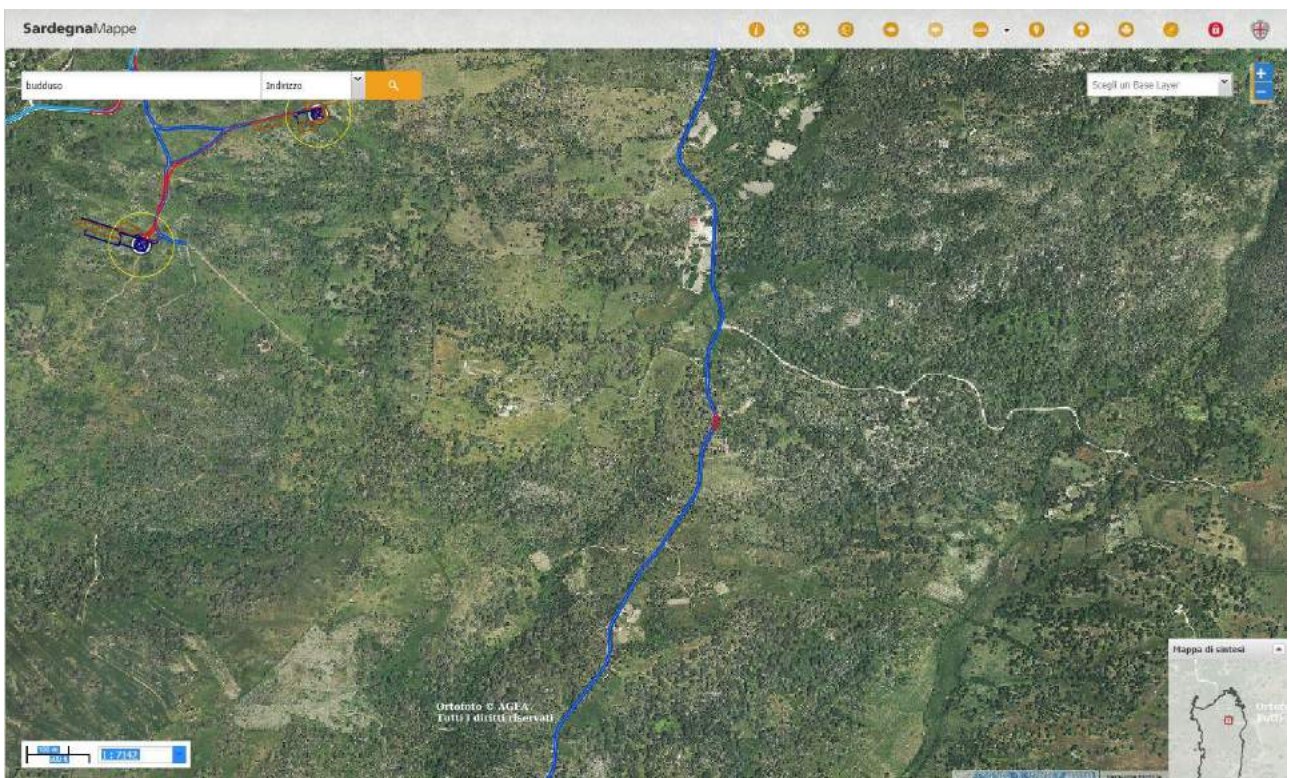 SardegnaMappe
budduso
Indirizzo
Scegli un Base Layer
+
−
Ortofoto © AGEA
Tutti i diritti riservati
Mappa di sintesi
1 : 7142